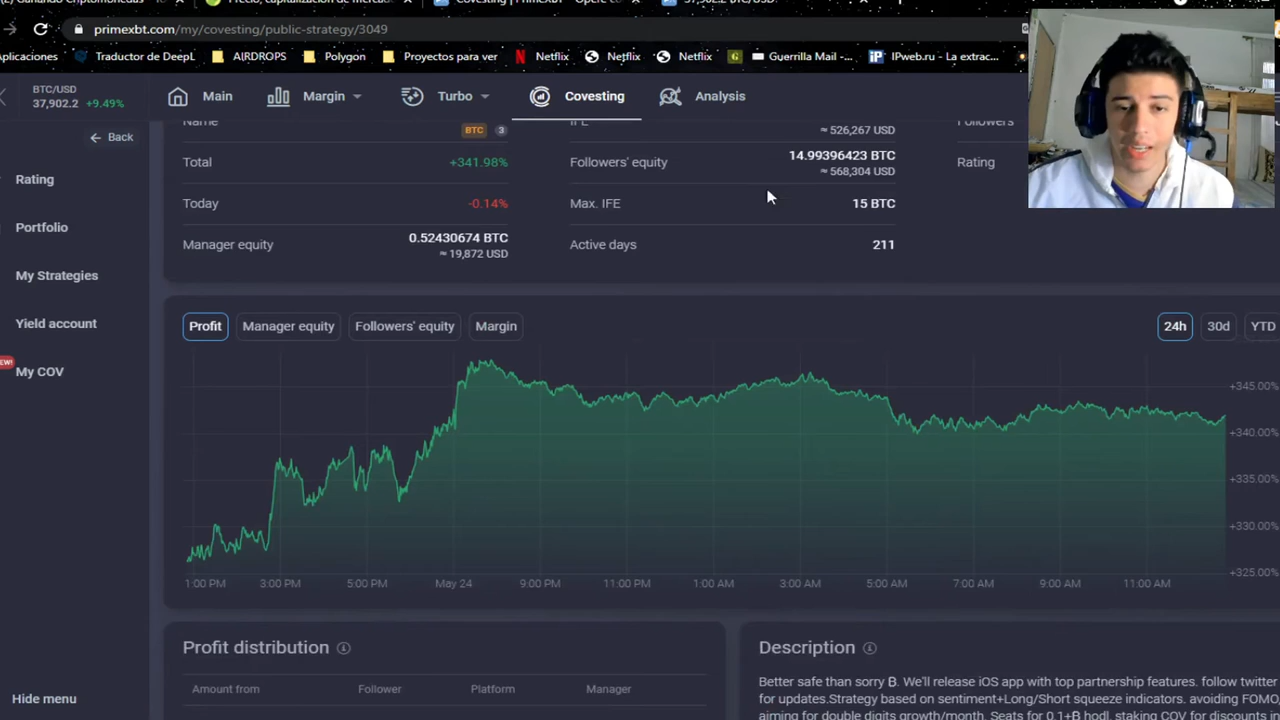 primexbt.com/my/covesting/public-strategy/3049
Traductor de DeepL AIRDROPS Polygon Proyectos para ver Netflix Netflix Netflix Guerrilla Mail -... IPweb.ru - La extrac...
BTC/USD
37,902.2 +9.49%
Main Margin Turbo Covesting Analysis
Back
Rating
Portfolio
My Strategies
Yield account
My COV
Hide menu
BTC 3
Total +341.98%
Today -0.14%
Manager equity 0.52430674 BTC
≈ 19,872 USD
≈ 526,267 USD
Followers' equity 14.99396423 BTC
≈ 568,304 USD
Max. IFE 15 BTC
Active days 211
Rating
Profit Manager equity Followers' equity Margin 24h 30d YTD
+345.00%
+340.00%
+335.00%
+330.00%
+325.00%
1:00 PM 3:00 PM 5:00 PM May 24 9:00 PM 11:00 PM 1:00 AM 3:00 AM 5:00 AM 7:00 AM 9:00 AM 11:00 AM
Profit distribution
Amount from Follower Platform Manager
Description
Better safe than sorry B. We'll release iOS app with top partnership features. follow twitter
for updates.Strategy based on sentiment+Long/Short squeeze indicators. avoiding FOMO,
aiming for double digits growth/month. Seats for 0.1+B hodl, staking COV for discounts in